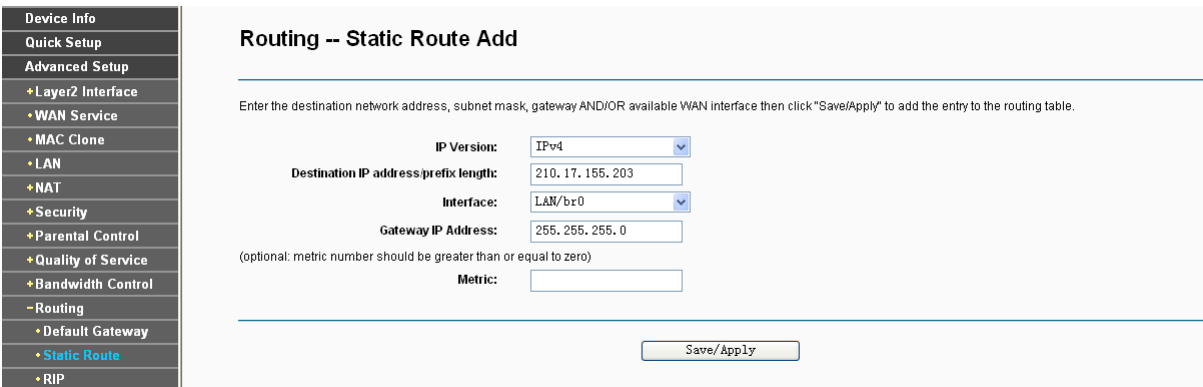 Device Info
Quick Setup
Advanced Setup
+Layer2 Interface
•WAN Service
•MAC Clone
•LAN
+NAT
+Security
+Parental Control
+Quality of Service
+Bandwidth Control
−Routing
•Default Gateway
•Static Route
•RIP
Routing -- Static Route Add
Enter the destination network address, subnet mask, gateway AND/OR available WAN interface then click "Save/Apply" to add the entry to the routing table.
IP Version: IPv4
Destination IP address/prefix length: 210.17.155.203
Interface: LAN/br0
Gateway IP Address: 255.255.255.0
(optional: metric number should be greater than or equal to zero)
Metric:
Save/Apply